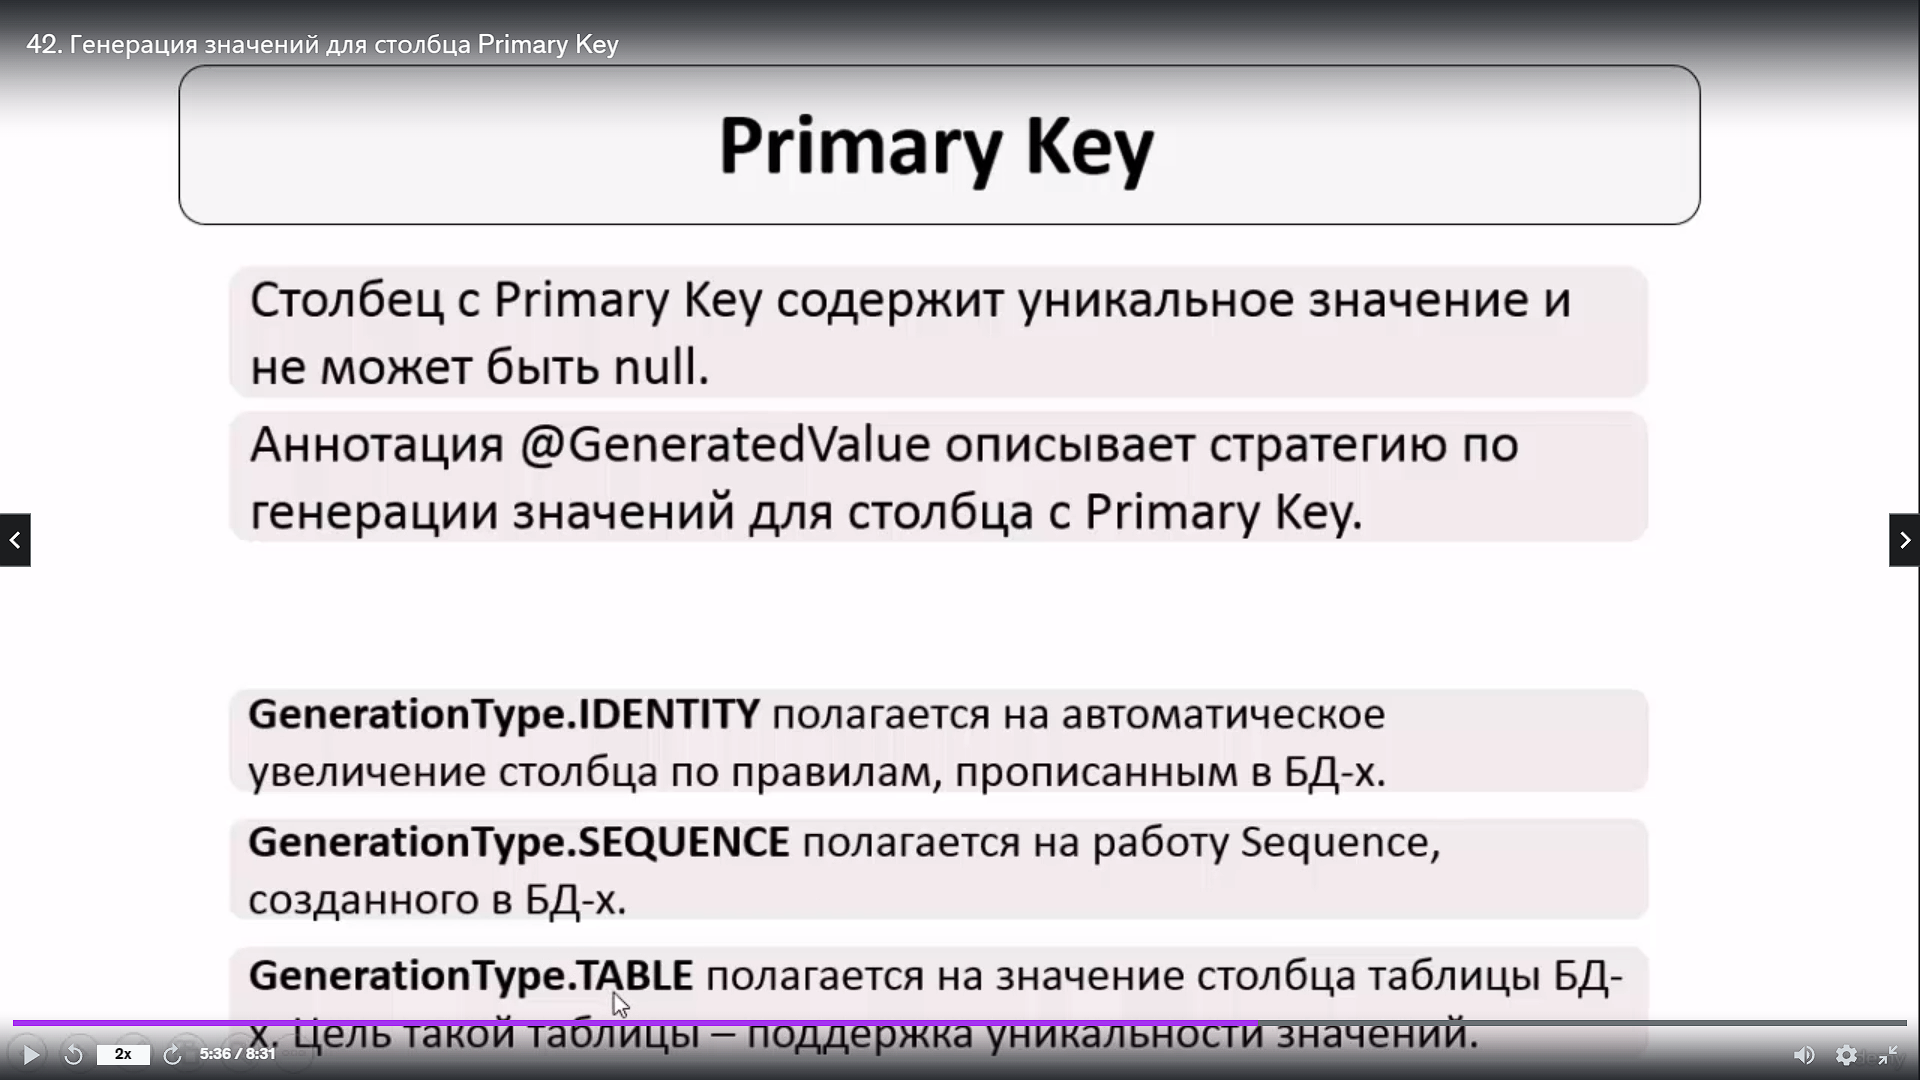 42. Генерация значений для столбца Primary Key
Primary Key
Столбец с Primary Key содержит уникальное значение и
не может быть null.
Аннотация @GeneratedValue описывает стратегию по
генерации значений для столбца с Primary Key.
GenerationType.IDENTITY полагается на автоматическое
увеличение столбца по правилам, прописанным в БД-х.
GenerationType.SEQUENCE полагается на работу Sequence,
созданного в БД-х.
GenerationType.TABLE полагается на значение столбца таблицы БД-
х. Цель такой таблицы – поддержка уникальности значений.
2x
5:36 / 8:31